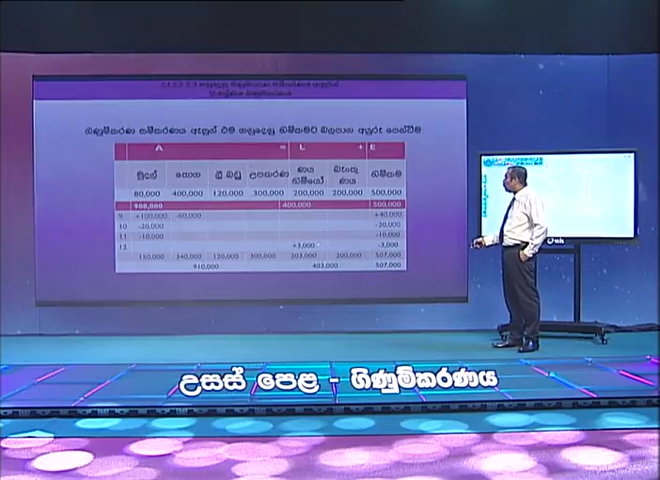 ගිණුම්කරණ සමීකරණය ඇසුරින් එම ගනුදෙනු හිමිකමට බලපාන අයුරු පෙන්වීම
A = L + E
මුදල් තොග ලී බඩු උපකරණ ණය හිමියෝ බැංකු ණය හිමිකම
80,000 400,000 120,000 300,000 200,000 200,000 500,000
900,000 400,000 500,000
9 +100,000 -60,000 +40,000
10 -20,000 -20,000
11 -10,000 -10,000
12 +3,000 -3,000
150,000 340,000 120,000 300,000 203,000 200,000 507,000
910,000 403,000 507,000
උසස් පෙළ - ගිණුම්කරණය